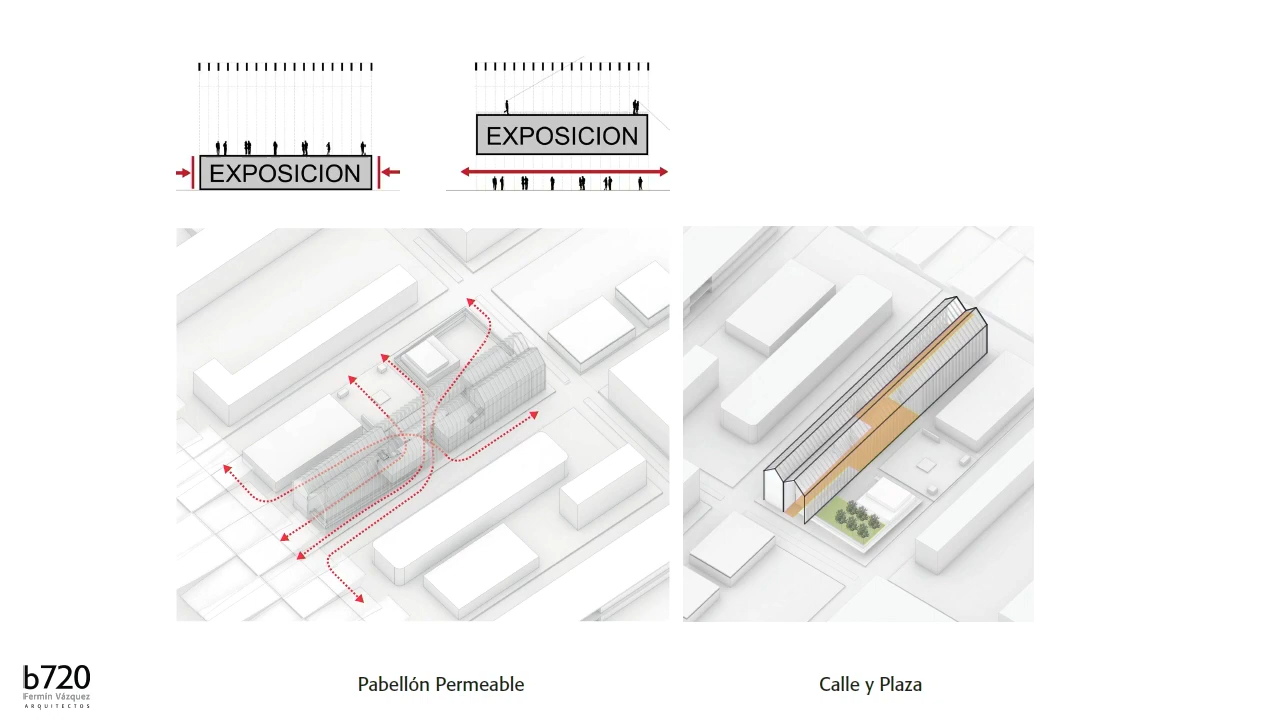 EXPOSICION
EXPOSICION
b720
Fermín Vázquez
ARQUITECTOS
Pabellón Permeable
Calle y Plaza